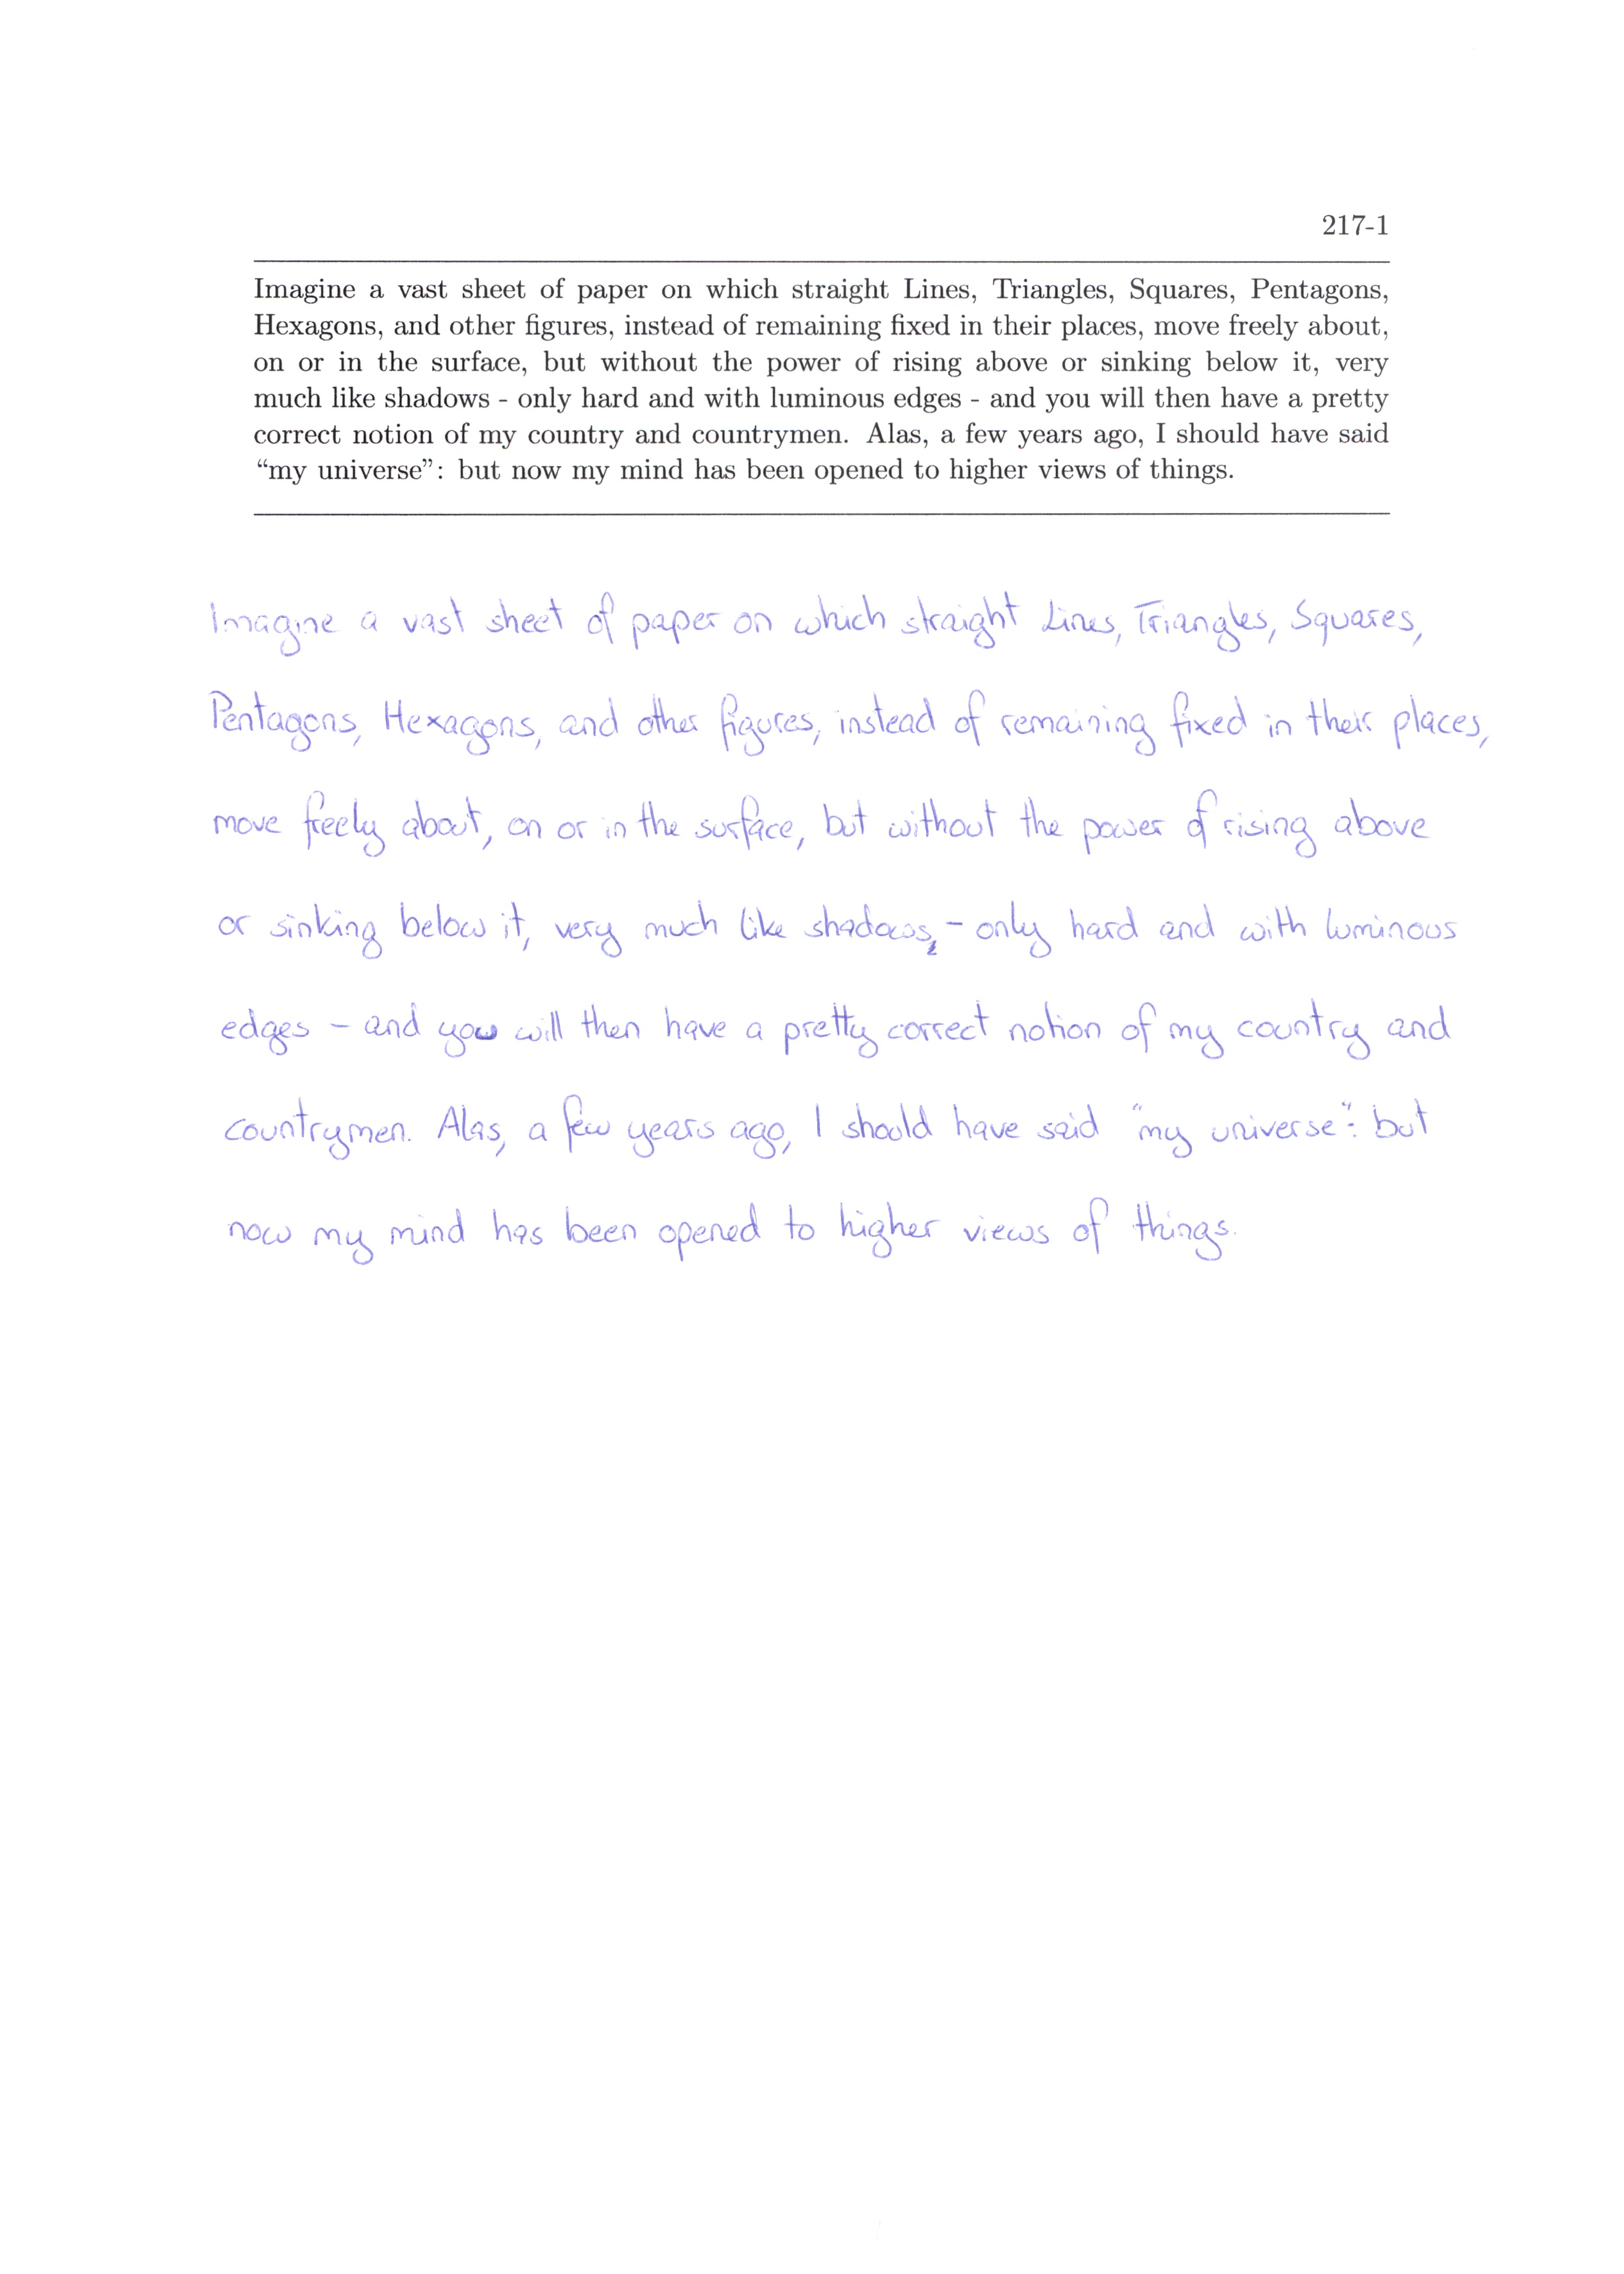 217-1
Imagine a vast sheet of paper on which straight Lines, Triangles, Squares, Pentagons,
Hexagons, and other figures, instead of remaining fixed in their places, move freely about,
on or in the surface, but without the power of rising above or sinking below it, very
much like shadows - only hard and with luminous edges - and you will then have a pretty
correct notion of my country and countrymen. Alas, a few years ago, I should have said
“my universe”: but now my mind has been opened to higher views of things.
Imagine a vast sheet of paper on which straight Lines, Triangles, Squares,
Pentagons, Hexagons, and other figures, instead of remaining fixed in their places,
move freely about, on or in the surface, but without the power of rising above
or sinking below it, very much like shadows, - only hard and with luminous
edges - and you will then have a pretty correct notion of my country and
countrymen. Alas, a few years ago, I should have said "my universe": but
now my mind has been opened to higher views of things.